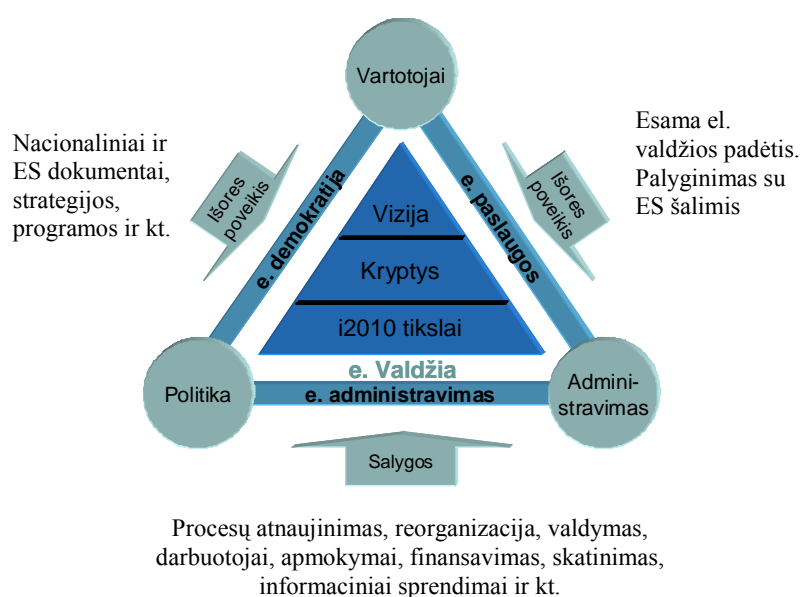 Vartotojai
Nacionaliniai ir
ES dokumentai,
strategijos,
programos ir kt.
Esama el.
valdžios padėtis.
Palyginimas su
ES šalimis
Išores
poveikis
e. demokratija
e. paslaugos
Išores
poveikis
Vizija
Kryptys
i2010 tikslai
e. Valdžia
Politika
e. administravimas
Admini-
stravimas
Salygos
Procesų atnaujinimas, reorganizacija, valdymas,
darbuotojai, apmokymai, finansavimas, skatinimas,
informaciniai sprendimai ir kt.